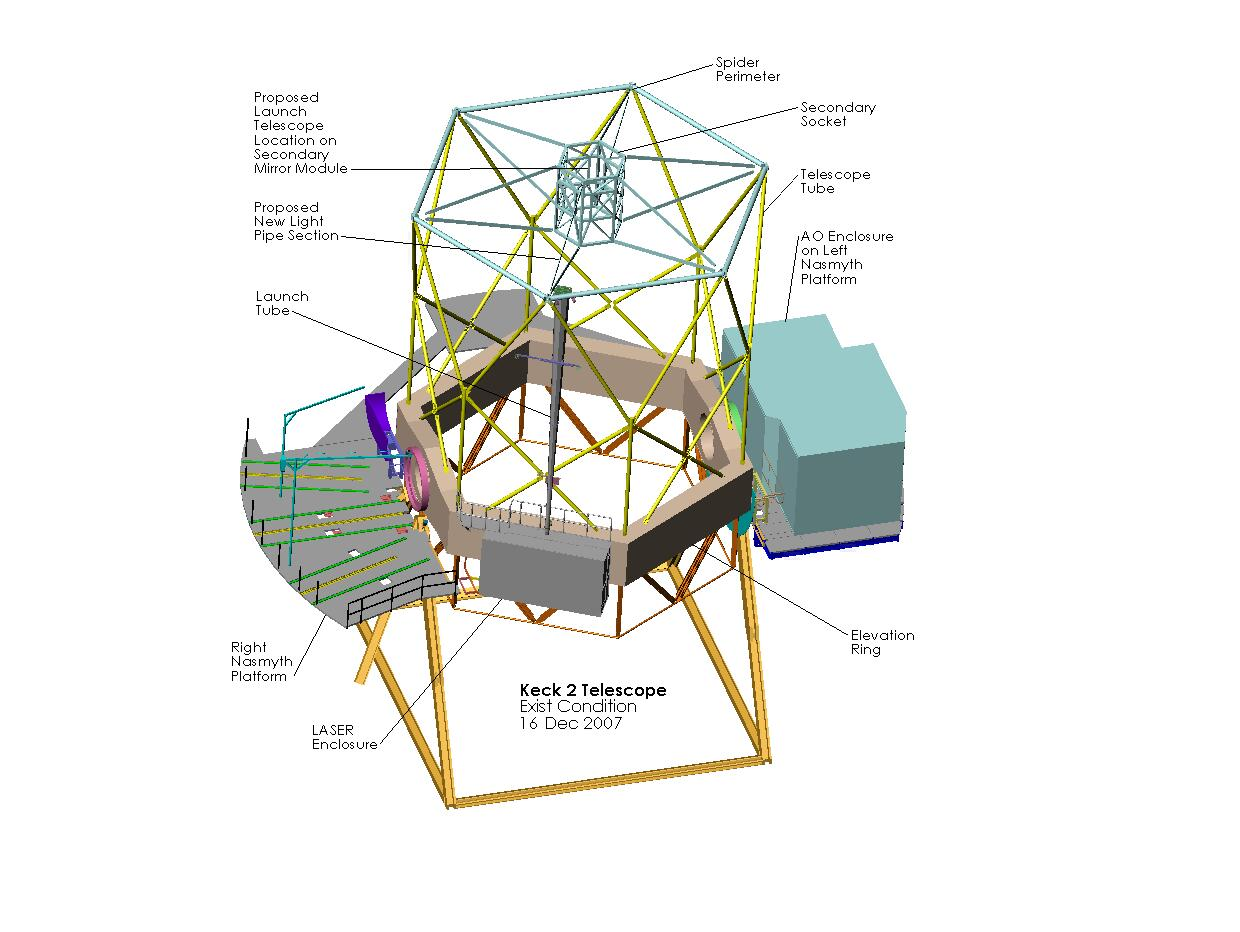 Spider
Perimeter
Proposed
Launch
Telescope
Location on
Secondary
Mirror Module
Secondary
Socket
Telescope
Tube
Proposed
New Light
Pipe Section
AO Enclosure
on Left
Nasmyth
Platform
Launch
Tube
Right
Nasmyth
Platform
Elevation
Ring
Keck 2 Telescope
Exist Condition
16 Dec 2007
LASER
Enclosure